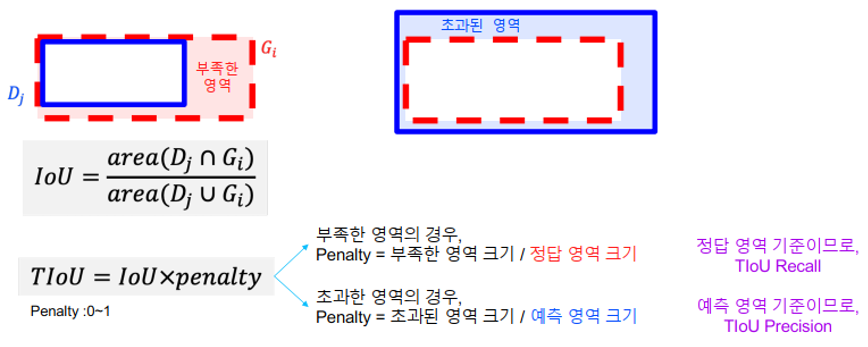 초과된 영역
G_i
부족한
영역
D_j
IoU = area(D_j ∩ G_i) / area(D_j ∪ G_i)
부족한 영역의 경우,
Penalty = 부족한 영역 크기 / 정답 영역 크기
정답 영역 기준이므로,
TIoU Recall
TIoU = IoU×penalty
Penalty :0~1
초과한 영역의 경우,
Penalty = 초과된 영역 크기 / 예측 영역 크기
예측 영역 기준이므로,
TIoU Precision